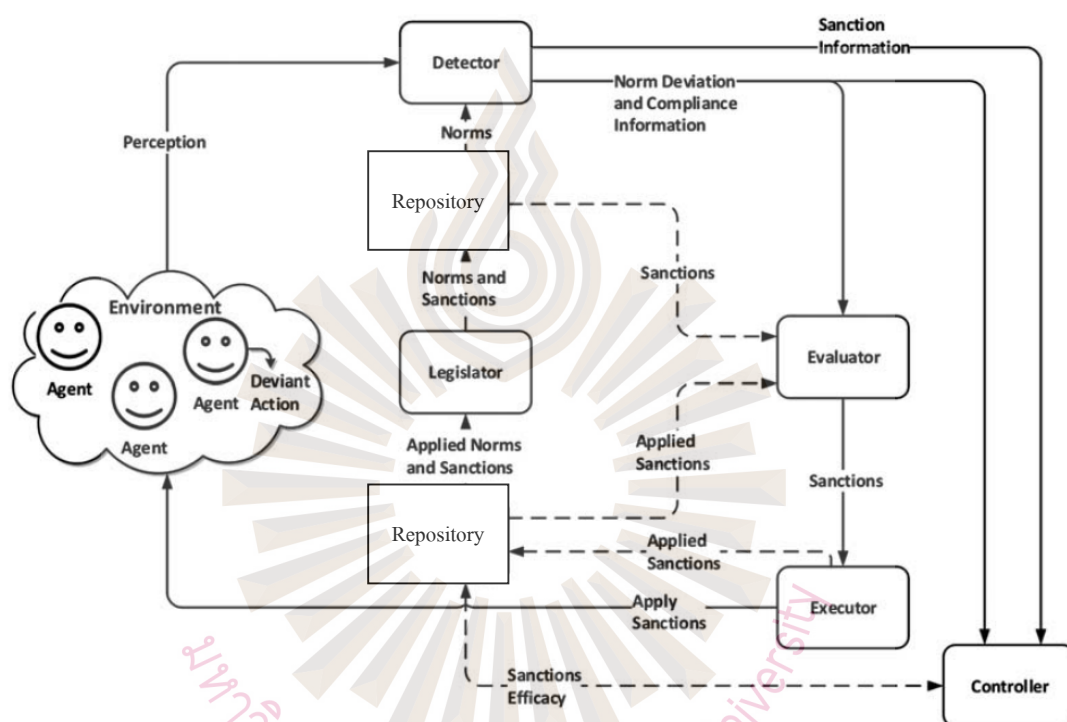 Sanction
Information
Detector
Norm Deviation
and Compliance
Information
Norms
Perception
Repository
Sanctions
Norms and
Sanctions
Environment
Agent
Agent
Deviant
Action
Agent
Legislator
Evaluator
Applied Norms
and Sanctions
Applied
Sanctions
Sanctions
Repository
Applied
Sanctions
Apply
Sanctions
Executor
Sanctions
Efficacy
Controller